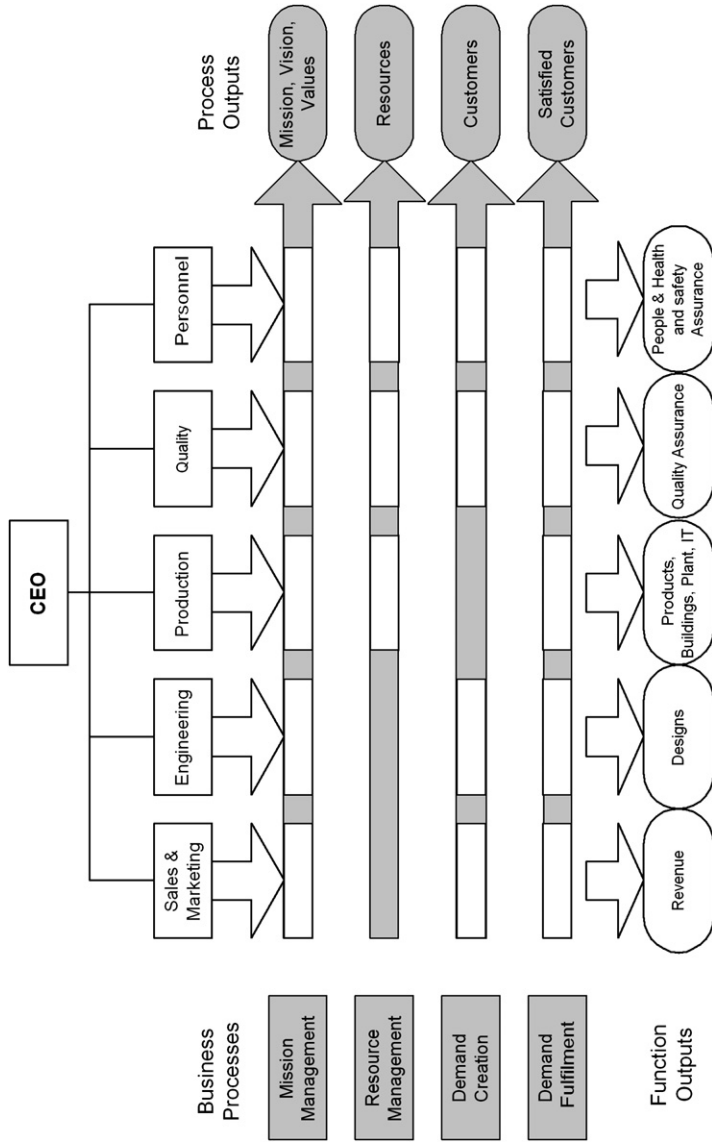 CEO
Sales &
Marketing
Engineering
Production
Quality
Personnel
Business
Processes
Process
Outputs
Mission
Management
Mission, Vision,
Values
Resource
Management
Resources
Demand
Creation
Customers
Demand
Fulfilment
Satisfied
Customers
Function
Outputs
Revenue
Designs
Products,
Buildings, Plant, IT
Quality Assurance
People & Health
and safety
Assurance